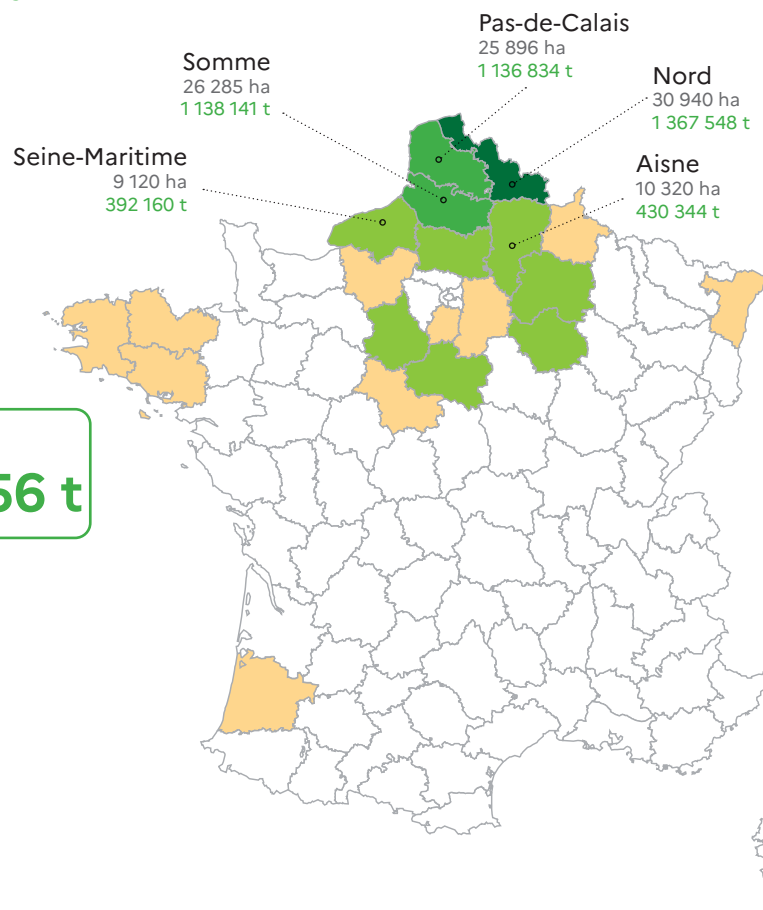 Pas-de-Calais
25 896 ha
1 136 834 t
Somme
26 285 ha
1 138 141 t
Nord
30 940 ha
1 367 548 t
Seine-Maritime
9 120 ha
392 160 t
Aisne
10 320 ha
430 344 t
56 t